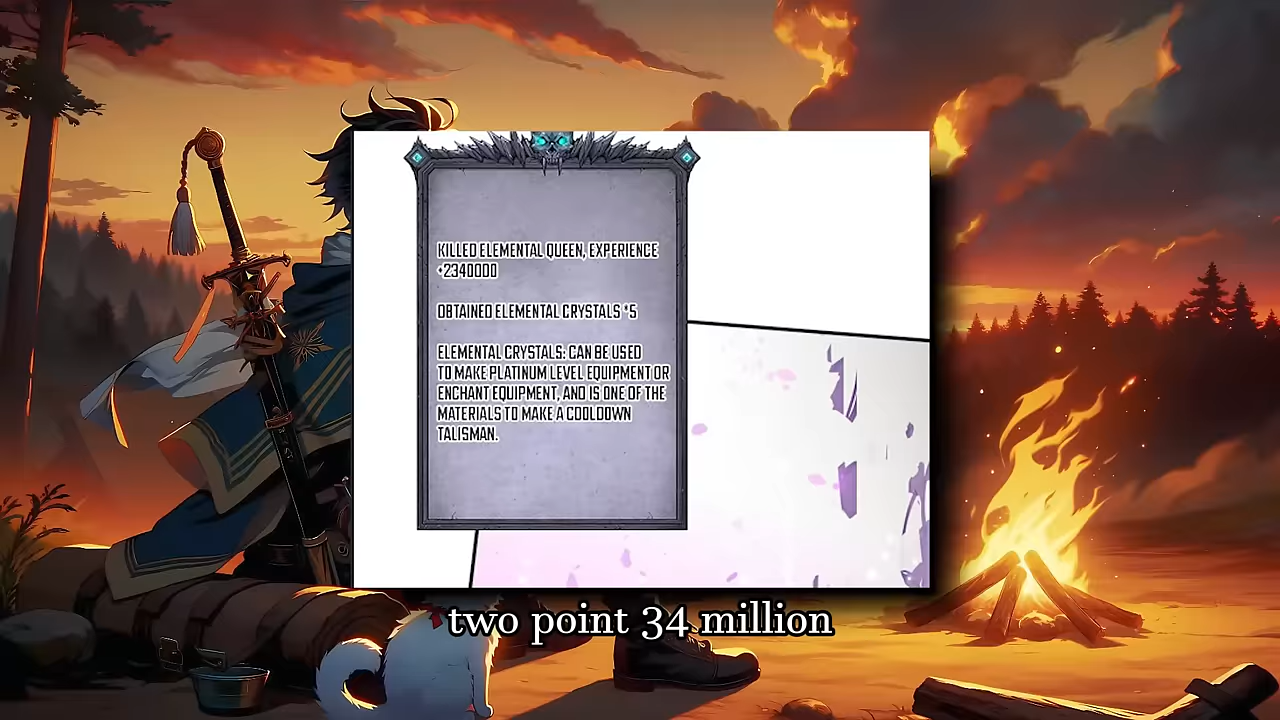 KILLED ELEMENTAL QUEEN, EXPERIENCE
+2340000
OBTAINED ELEMENTAL CRYSTALS *5
ELEMENTAL CRYSTALS: CAN BE USED
TO MAKE PLATINUM LEVEL EQUIPMENT OR
ENCHANT EQUIPMENT, AND IS ONE OF THE
MATERIALS TO MAKE A COOLDOWN
TALISMAN.
two point 34 million